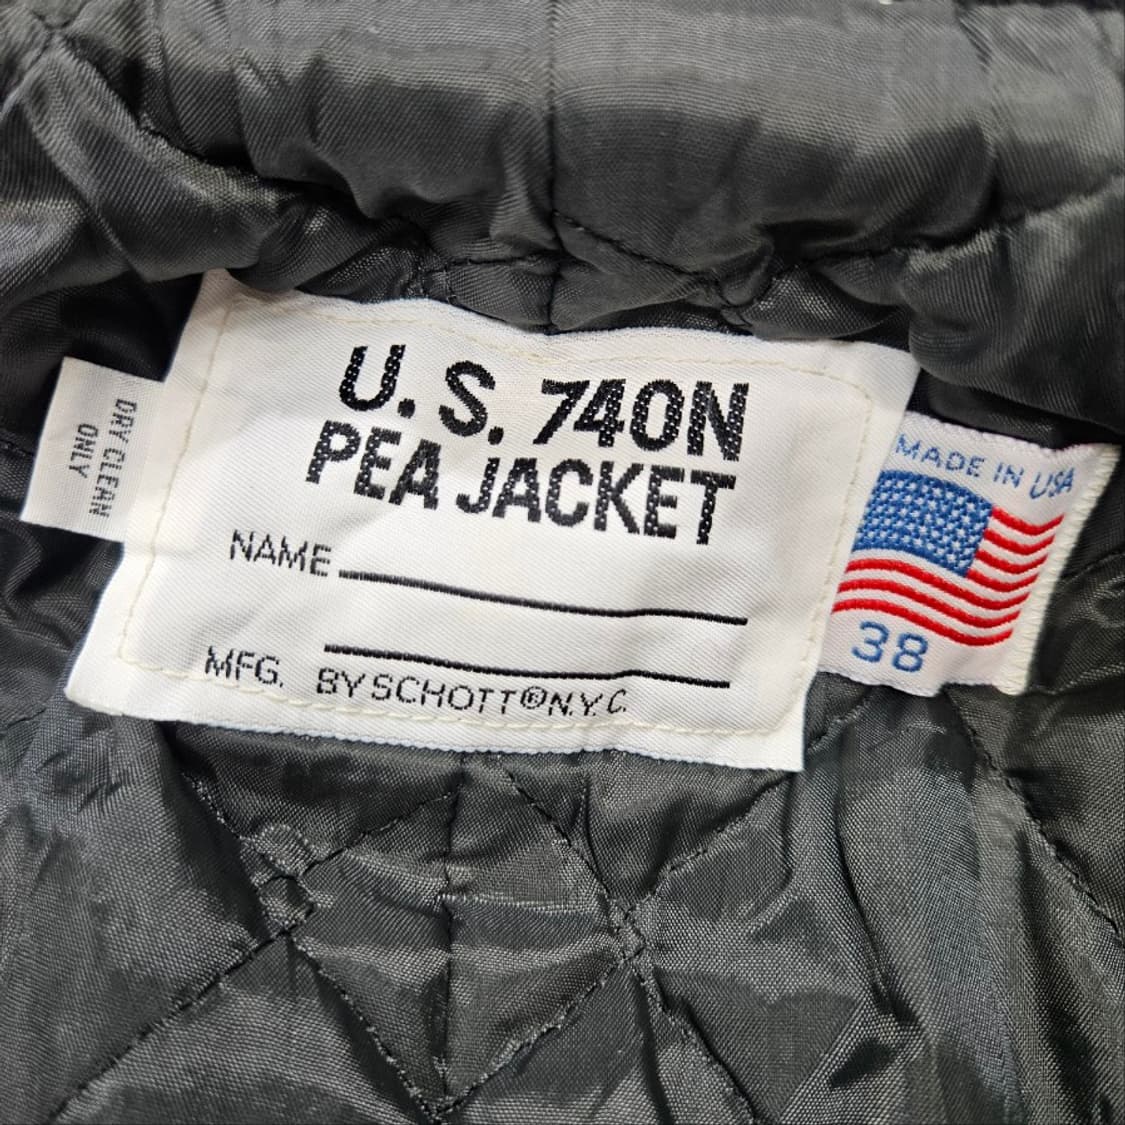 U. S. 740N
PEA JACKET
NAME
MFG. BY SCHOTT® N.Y.C.
DRY CLEAN
ONLY
MADE IN USA
38